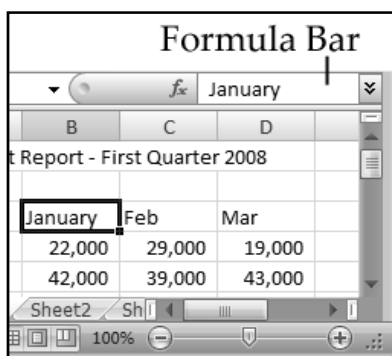 Formula Bar
fx January
B C D
t Report - First Quarter 2008
January Feb Mar
22,000 29,000 19,000
42,000 39,000 43,000
Sheet2 Sh
100%